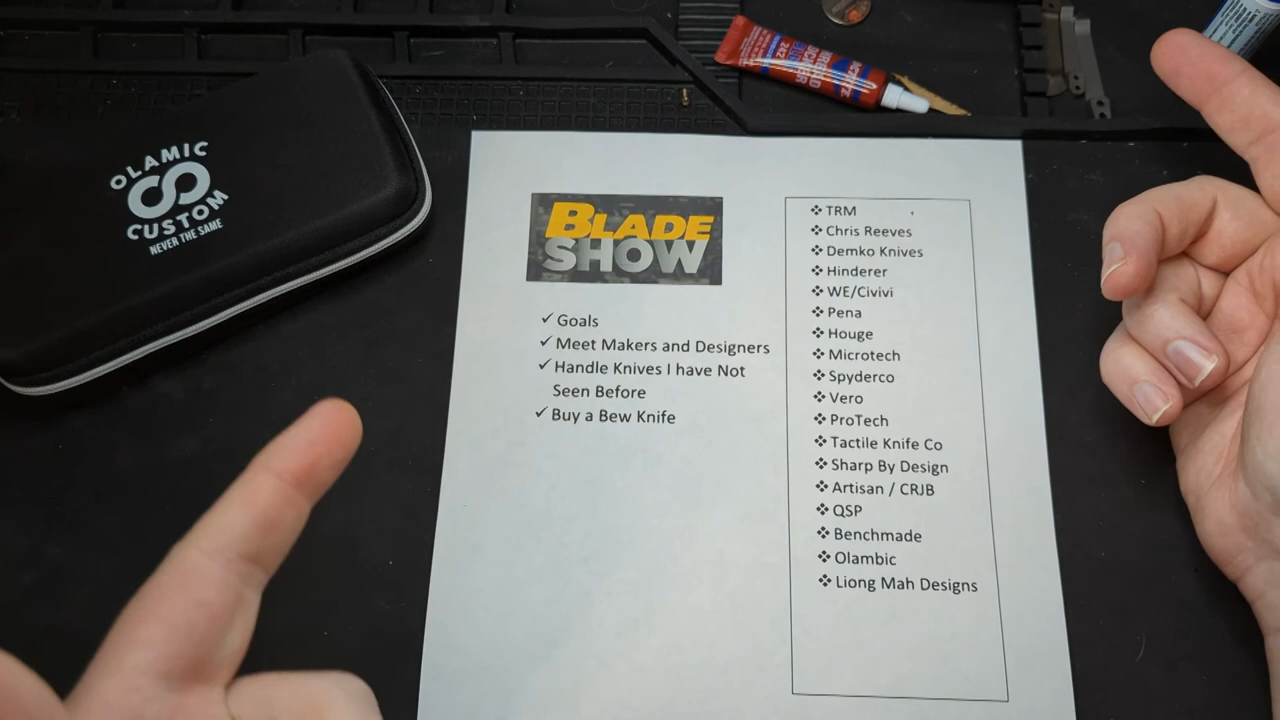 OLAMIC
CUSTOM
NEVER THE SAME
242
BLADE
SHOW
Goals
Meet Makers and Designers
Handle Knives I have Not
Seen Before
Buy a Bew Knife
TRM
Chris Reeves
Demko Knives
Hinderer
WE/Civivi
Pena
Houge
Microtech
Spyderco
Vero
ProTech
Tactile Knife Co
Sharp By Design
Artisan / CRJB
QSP
Benchmade
Olambic
Liong Mah Designs